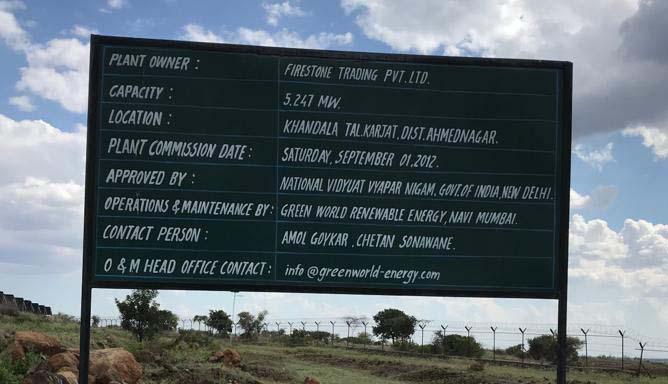 PLANT OWNER : FIRESTONE TRADING PVT. LTD.
CAPACITY : 5.247 MW.
LOCATION : KHANDALA TAL.KARJAT, DIST. AHMEDNAGAR.
PLANT COMMISSION DATE : SATURDAY, SEPTEMBER 01, 2012.
APPROVED BY : NATIONAL VIDYUAT VYAPAR NIGAM, GOVT. OF INDIA, NEW DELHI.
OPERATIONS & MAINTENANCE BY : GREEN WORLD RENEWABLE ENERGY, NAVI MUMBAI.
CONTACT PERSON : AMOL GOYKAR , CHETAN SONAWANE.
O & M HEAD OFFICE CONTACT : info @greenworld-energy.com